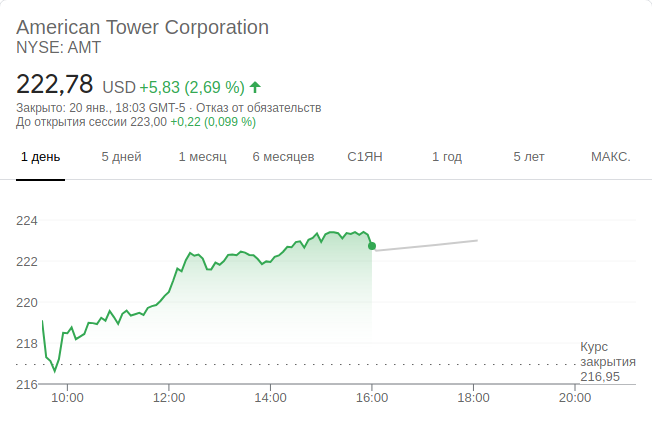 American Tower Corporation
NYSE: AMT
222,78 USD +5,83 (2,69 %)
Закрыто: 20 янв., 18:03 GMT-5 · Отказ от обязательств
До открытия сессии 223,00 +0,22 (0,099 %)
1 день 5 дней 1 месяц 6 месяцев С1ЯН 1 год 5 лет МАКС.
224
222
220
218
216
Курс
закрытия
216,95
10:00 12:00 14:00 16:00 18:00 20:00